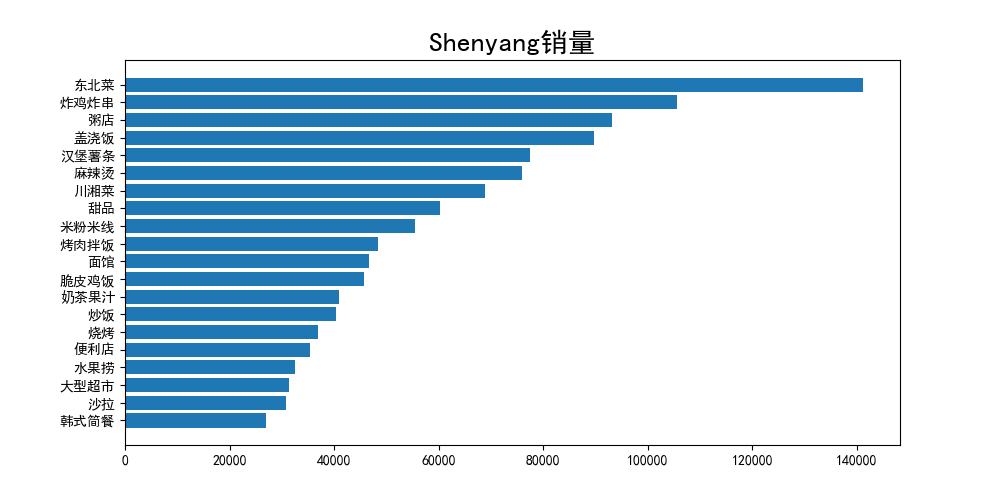 Shenyang销量
东北菜
炸鸡炸串
粥店
盖浇饭
汉堡薯条
麻辣烫
川湘菜
甜品
米粉米线
烤肉拌饭
面馆
脆皮鸡饭
奶茶果汁
炒饭
烧烤
便利店
水果捞
大型超市
沙拉
韩式简餐
0 20000 40000 60000 80000 100000 120000 140000